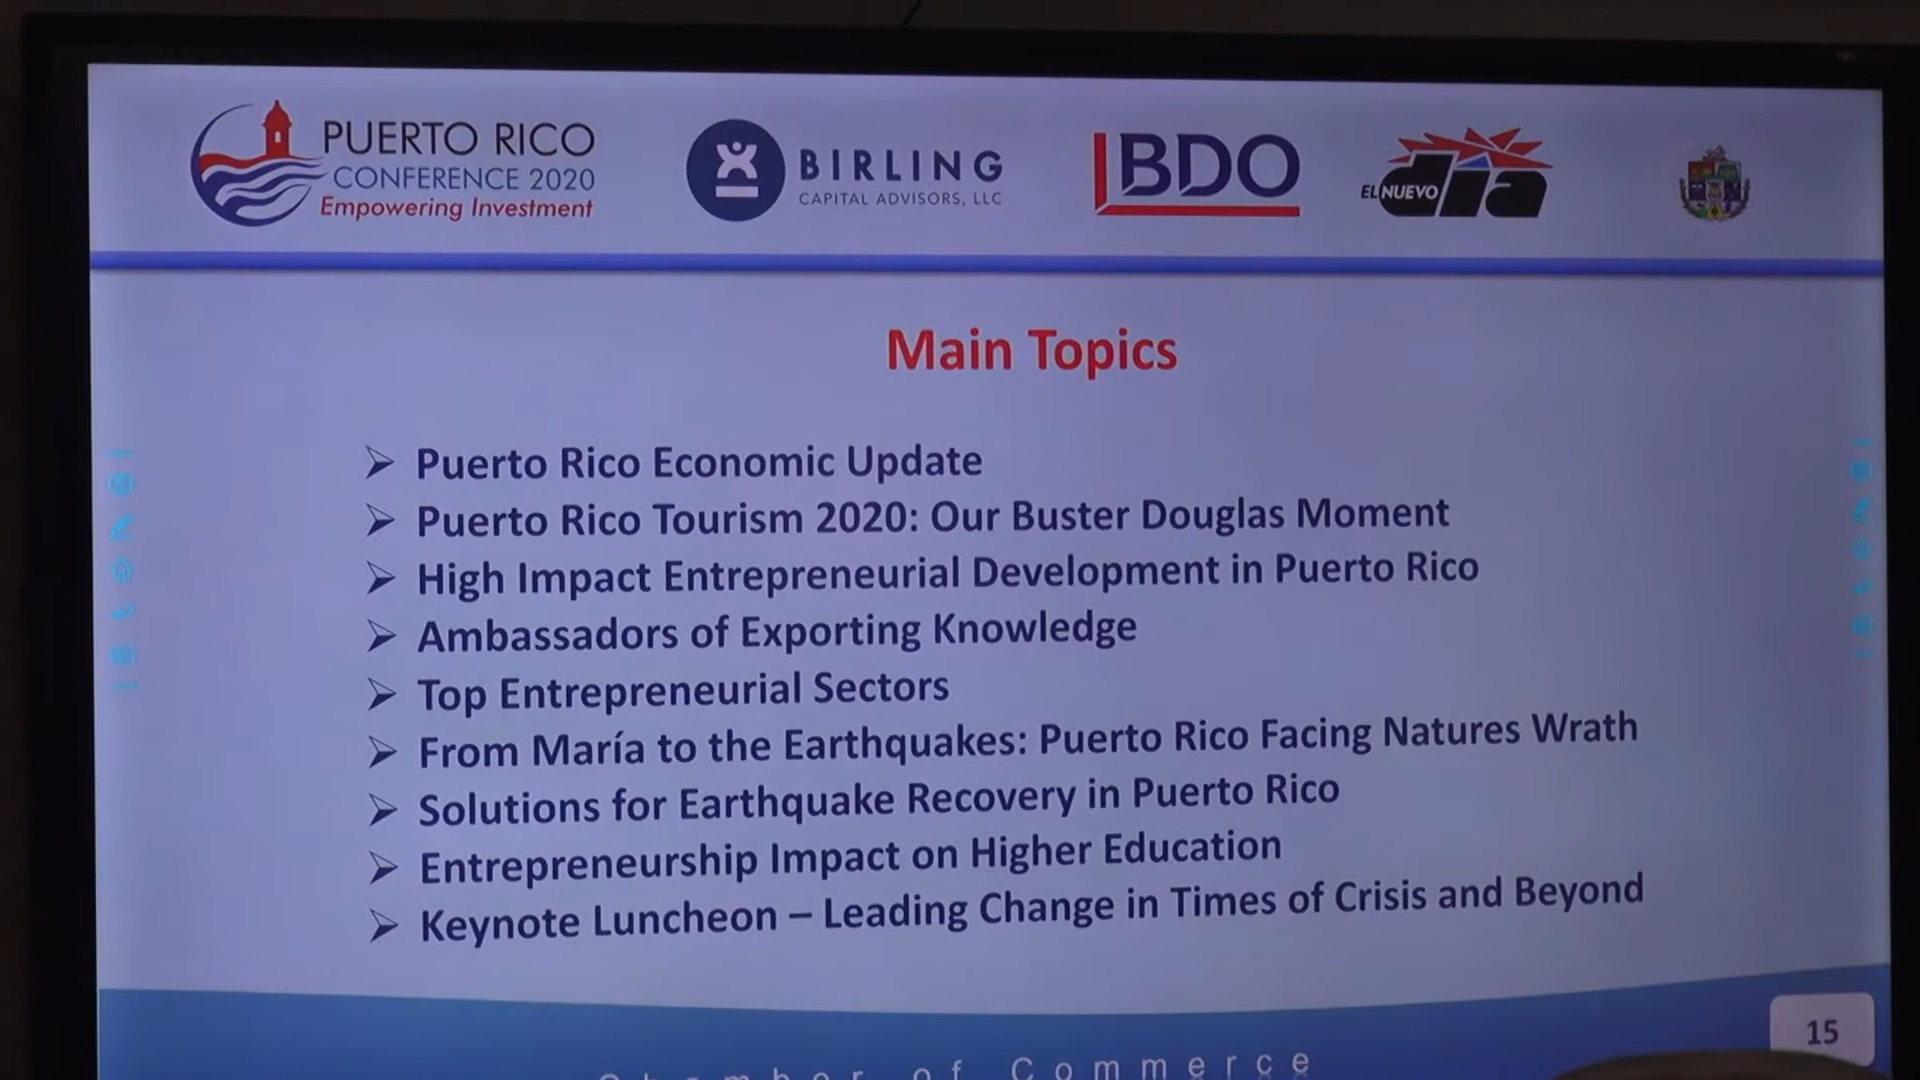 PUERTO RICO
CONFERENCE 2020
Empowering Investment
BIRLING
CAPITAL ADVISORS, LLC
BDO
EL NUEVO día
Main Topics
➢ Puerto Rico Economic Update
➢ Puerto Rico Tourism 2020: Our Buster Douglas Moment
➢ High Impact Entrepreneurial Development in Puerto Rico
➢ Ambassadors of Exporting Knowledge
➢ Top Entrepreneurial Sectors
➢ From María to the Earthquakes: Puerto Rico Facing Natures Wrath
➢ Solutions for Earthquake Recovery in Puerto Rico
➢ Entrepreneurship Impact on Higher Education
➢ Keynote Luncheon – Leading Change in Times of Crisis and Beyond
15
Chamber of Commerce